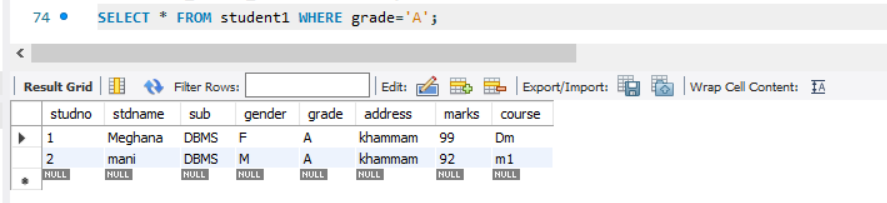 74 SELECT * FROM student1 WHERE grade='A';
Result Grid Filter Rows: Edit: Export/Import: Wrap Cell Content: IA
studno stdname sub gender grade address marks course
1 Meghana DBMS F A khammam 99 Dm
2 mani DBMS M A khammam 92 m1
NULL NULL NULL NULL NULL NULL NULL NULL